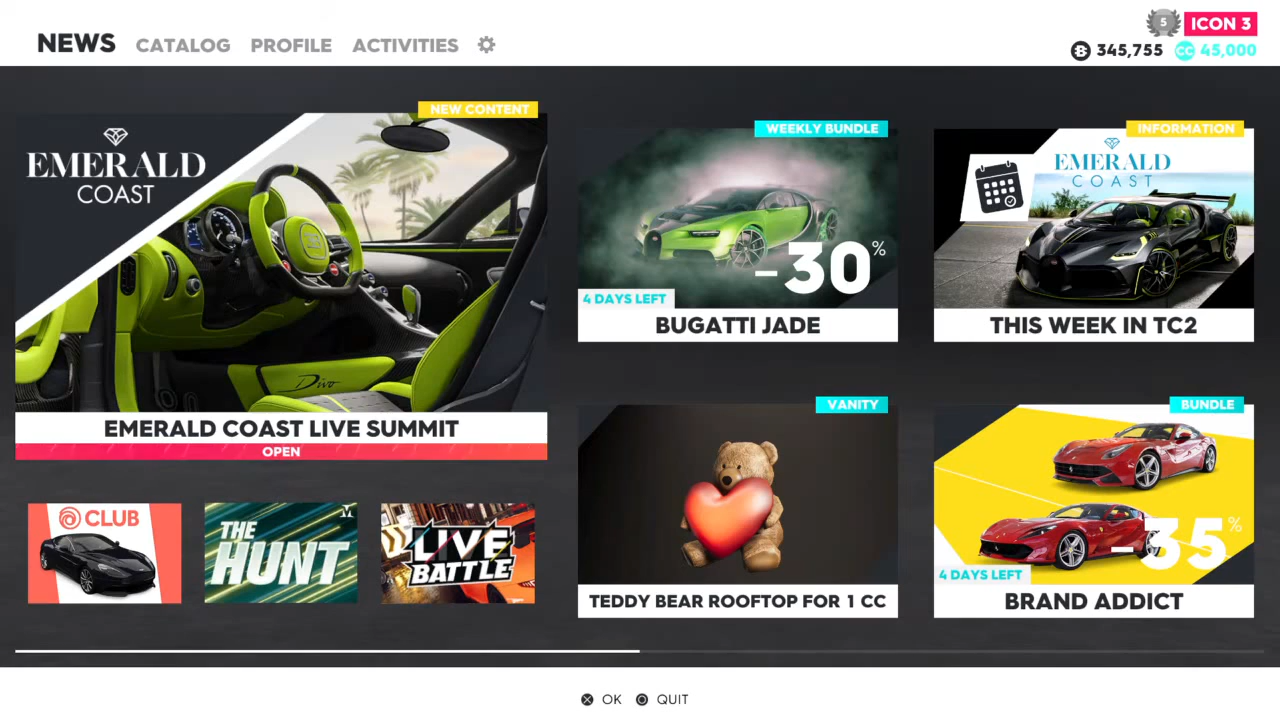 NEWS CATALOG PROFILE ACTIVITIES
5 ICON 3
B 345,755 CC 45,000
NEW CONTENT
EMERALD
COAST
Divo
EMERALD COAST LIVE SUMMIT
OPEN
WEEKLY BUNDLE
-30%
4 DAYS LEFT
BUGATTI JADE
INFORMATION
EMERALD
COAST
THIS WEEK IN TC2
CLUB
THE
HUNT
LIVE
BATTLE
VANITY
TEDDY BEAR ROOFTOP FOR 1 CC
BUNDLE
-35%
4 DAYS LEFT
BRAND ADDICT
OK QUIT